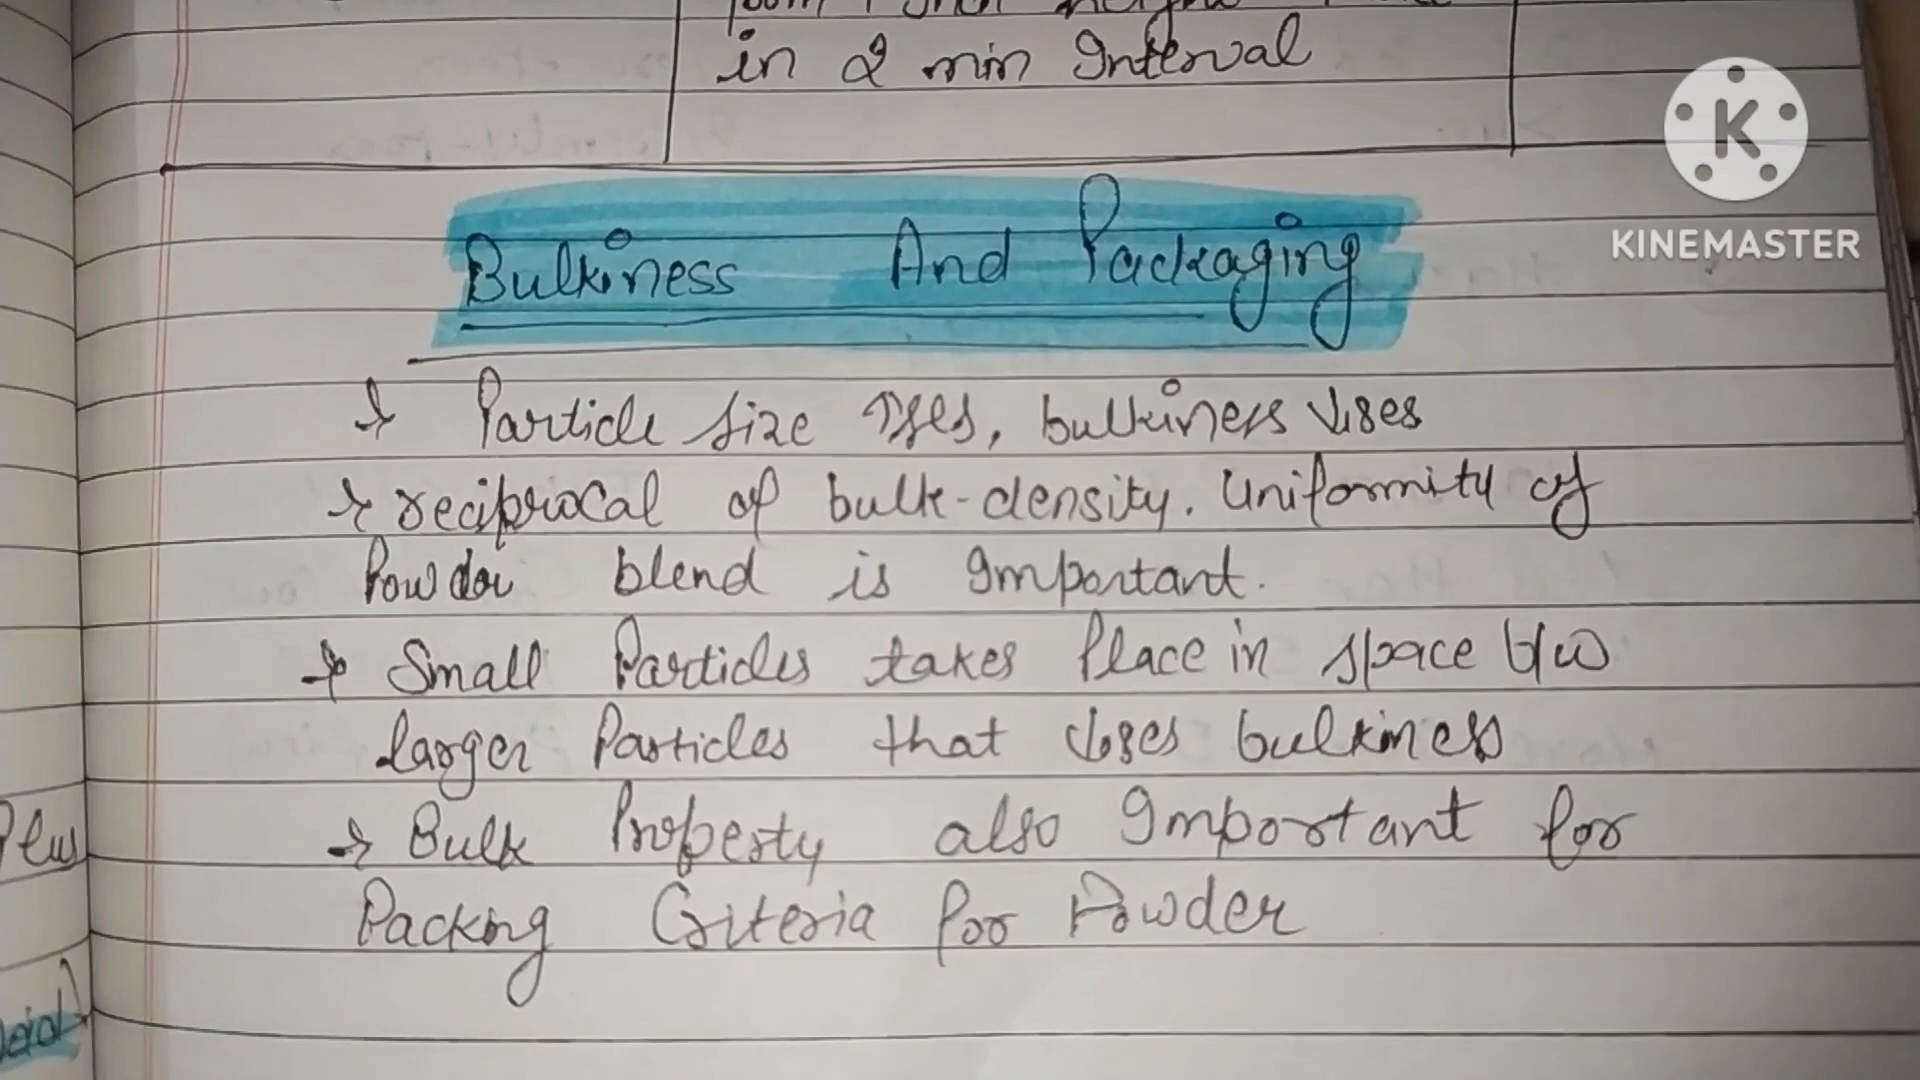 in 2 min Interval
KINEMASTER
Bulkiness And Packaging
→ Particle size ↑ses, bulkiness ↓ses
→ reciprocal of bulk-density. Uniformity of
Powder blend is Important.
→ Small Particles takes Place in space b/w
larger Particles that ↓ses bulkiness
→ Bulk Property also Important for
Packing Criteria for Powder
Plus